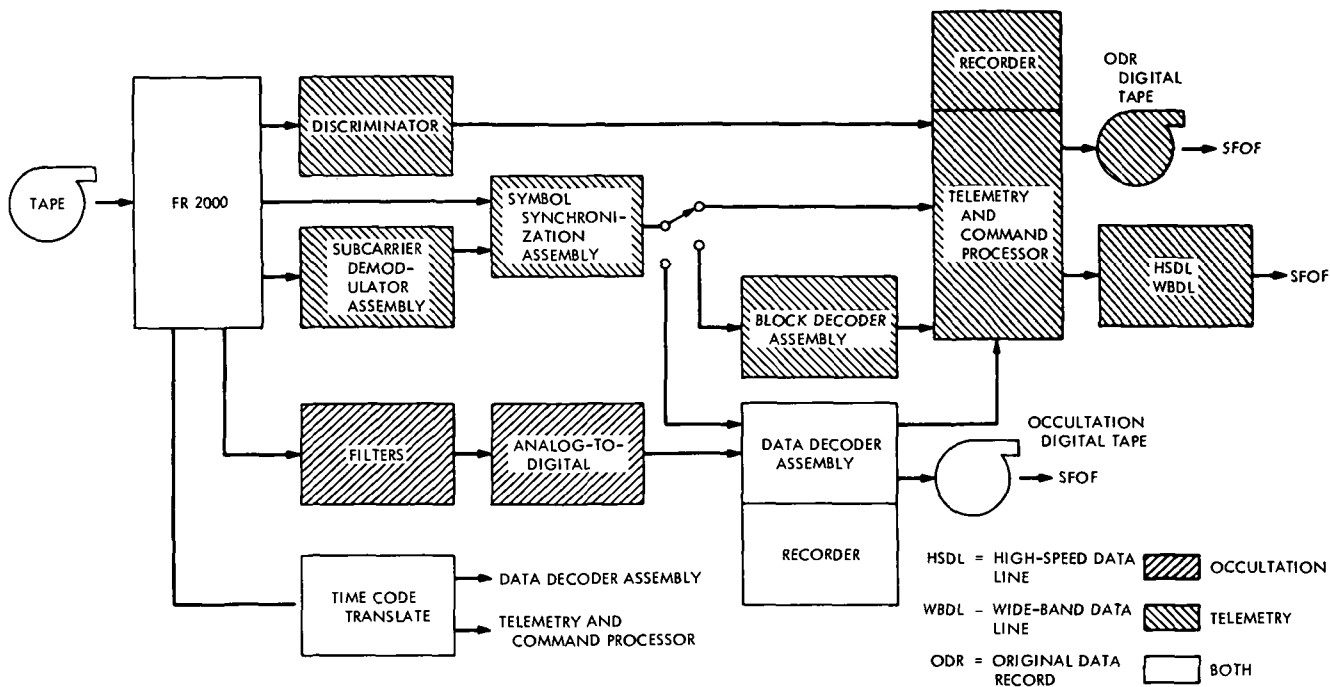 RECORDER
ODR
DIGITAL
TAPE
DISCRIMINATOR
SFOF
TAPE
FR 2000
SYMBOL
SYNCHRONI-
ZATION
ASSEMBLY
TELEMETRY
AND
COMMAND
PROCESSOR
SUBCARRIER
DEMOD-
ULATOR
ASSEMBLY
HSDL
WBDL
SFOF
BLOCK DECODER
ASSEMBLY
OCCULTATION
DIGITAL TAPE
FILTERS
ANALOG-TO-
DIGITAL
DATA DECODER
ASSEMBLY
SFOF
RECORDER
TIME CODE
TRANSLATE
DATA DECODER ASSEMBLY
TELEMETRY AND
COMMAND PROCESSOR
HSDL = HIGH-SPEED DATA
LINE
OCCULTATION
WBDL - WIDE-BAND DATA
LINE
TELEMETRY
ODR = ORIGINAL DATA
RECORD
BOTH